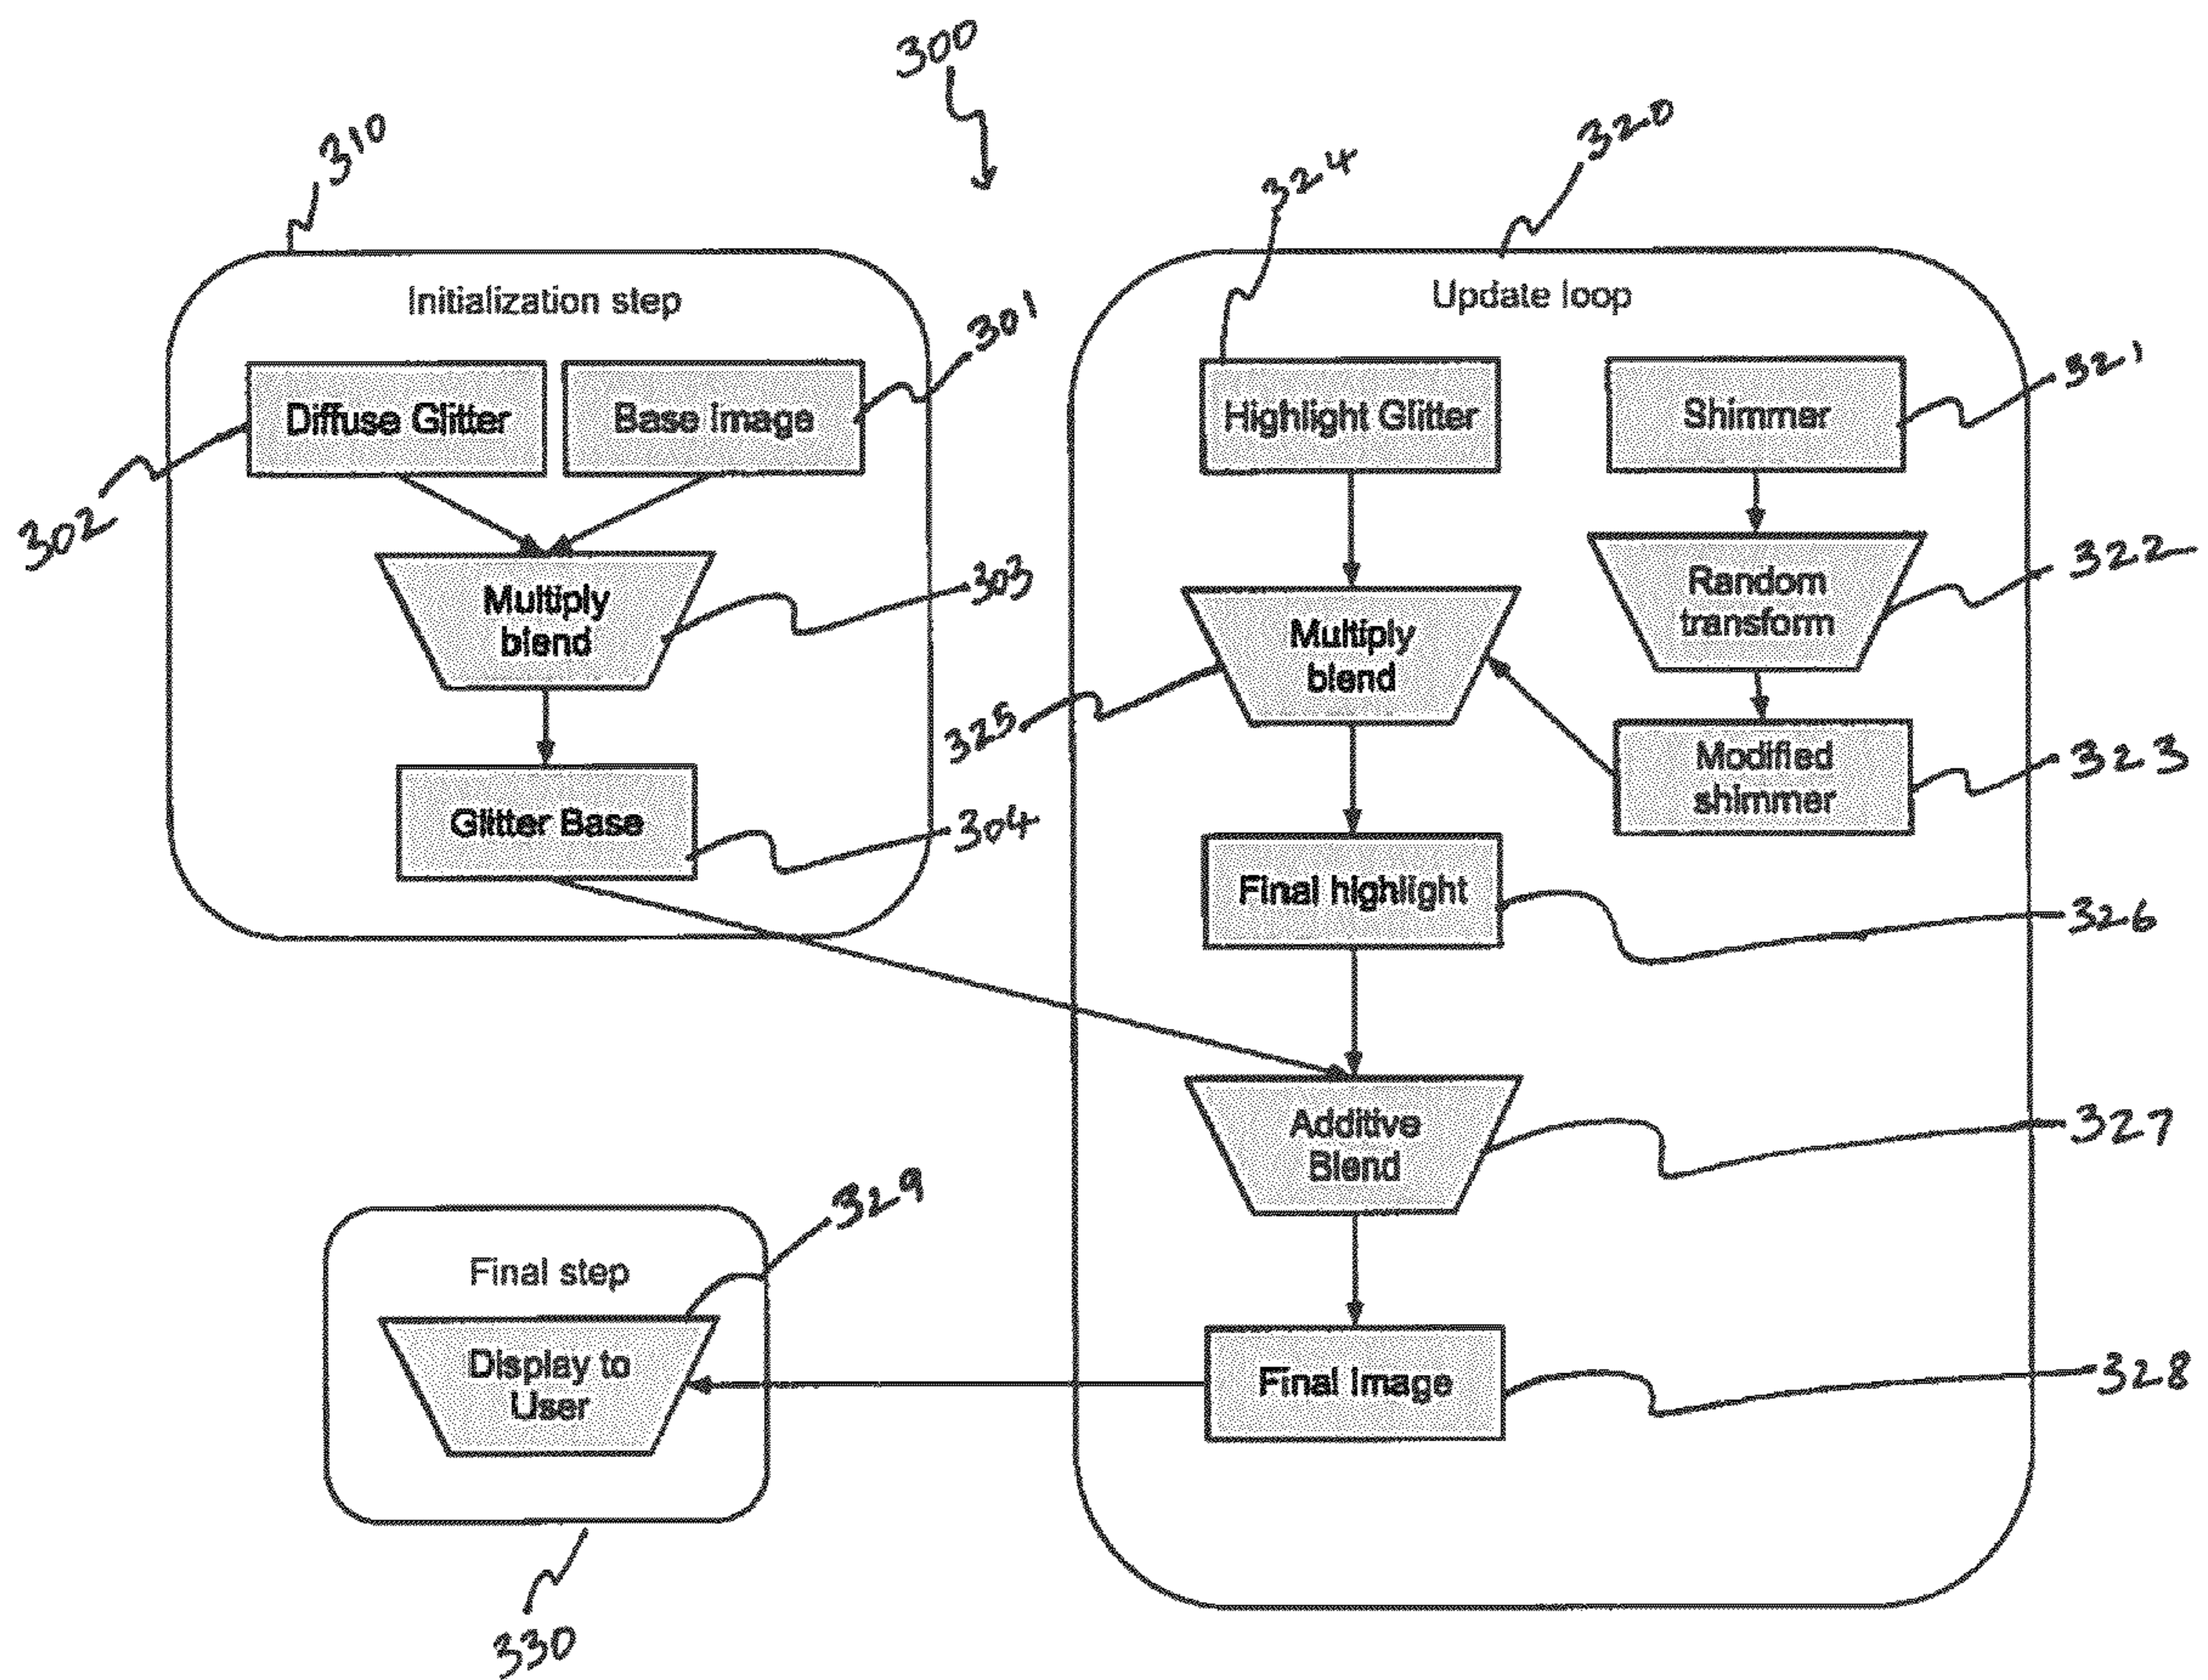 300
310
Initialization step
302
Diffuse Glitter
Base Image
301
Multiply
blend
303
Glitter Base
304
320
Update loop
324
Highlight Glitter
Shimmer
321
Random
transform
322
Multiply
blend
325
Modified
shimmer
323
Final highlight
326
Additive
Blend
327
Final Image
328
Final step
329
Display to
User
330